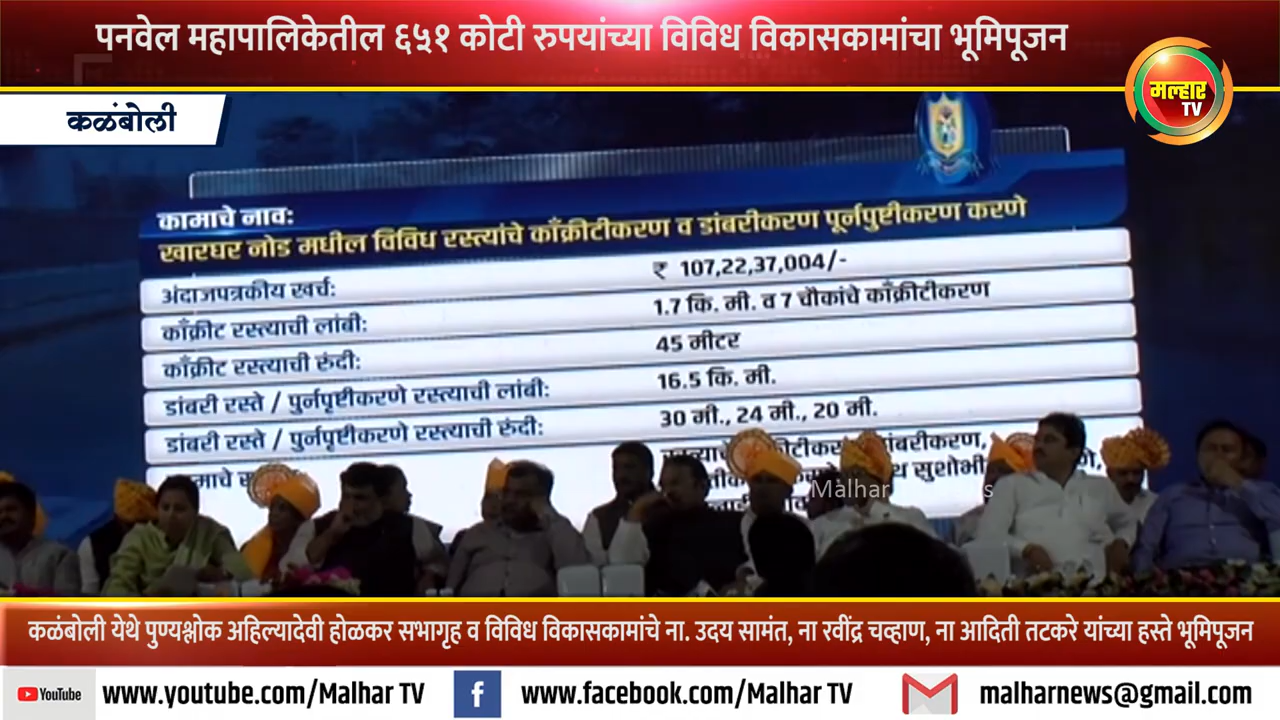 पनवेल महापालिकेतील ६५१ कोटी रुपयांच्या विविध विकासकामांचा भूमिपूजन
मल्हार
TV
कळंबोली
कामाचे नाव:
खारघर नोड मधील विविध रस्त्यांचे काँक्रीटीकरण व डांबरीकरण पूर्नपुष्टीकरण करणे
अंदाजपत्रकीय खर्च: ₹ 107,22,37,004/-
काँक्रीट रस्त्याची लांबी: 1.7 कि. मी. व 7 चौकांचे काँक्रीटीकरण
काँक्रीट रस्त्याची रुंदी: 45 मीटर
डांबरी रस्ते / पुर्नपृष्टीकरणे रस्त्याची लांबी: 16.5 कि. मी.
डांबरी रस्ते / पुर्नपृष्टीकरणे रस्त्याची रुंदी: 30 मी., 24 मी., 20 मी.
Malhar
कळंबोली येथे पुण्यश्लोक अहिल्यादेवी होळकर सभागृह व विविध विकासकामांचे ना. उदय सामंत, ना रवींद्र चव्हाण, ना आदिती तटकरे यांच्या हस्ते भूमिपूजन
YouTube www.youtube.com/Malhar TV f www.facebook.com/Malhar TV malharnews@gmail.com